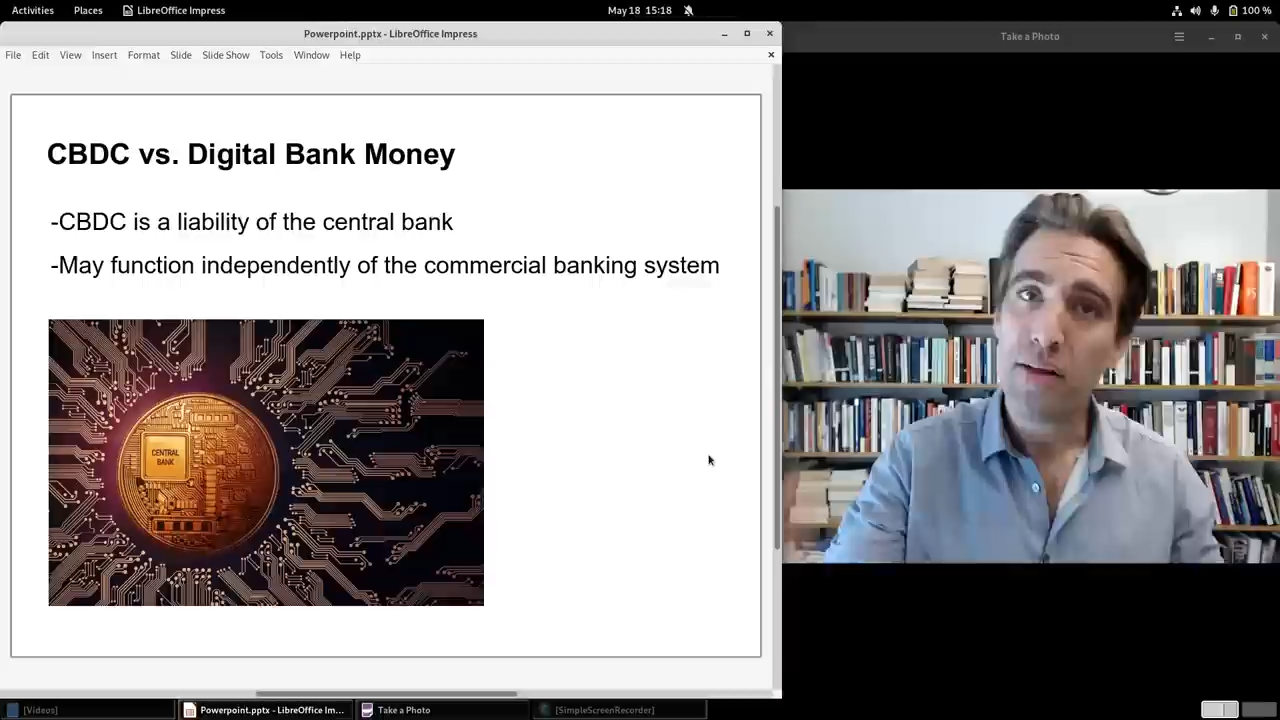 Activities Places LibreOffice Impress May 18 15:18 100 %
Powerpoint.pptx - LibreOffice Impress
Take a Photo
File Edit View Insert Format Slide Slide Show Tools Window Help
CBDC vs. Digital Bank Money
-CBDC is a liability of the central bank
-May function independently of the commercial banking system
CENTRAL
BANK
[Videos] Powerpoint.pptx - LibreOffice Im... Take a Photo [SimpleScreenRecorder]